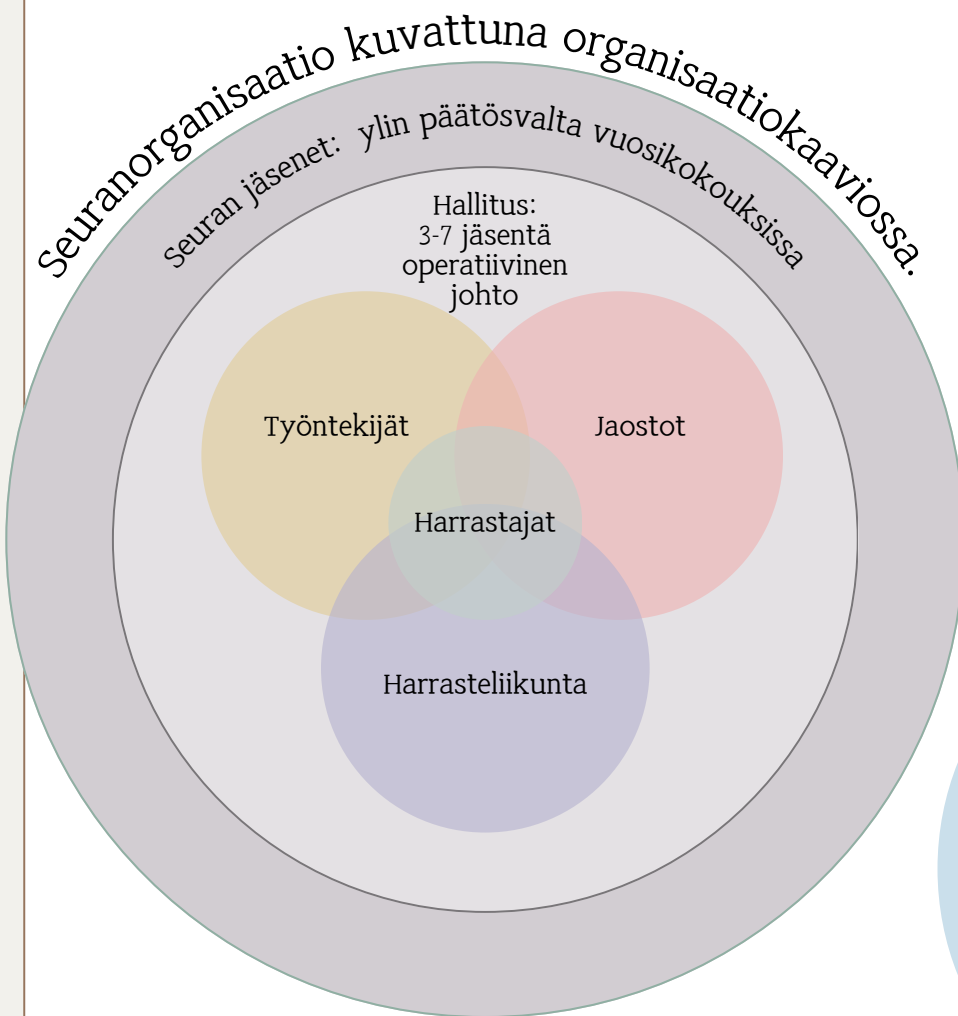 Seuranorganisaatio kuvattuna organisaatiokaaviossa.
Seuran jäsenet: ylin päätösvalta vuosikokouksissa
Hallitus:
3-7 jäsentä
operatiivinen
johto
Työntekijät
Jaostot
Harrastajat
Harrasteliikunta